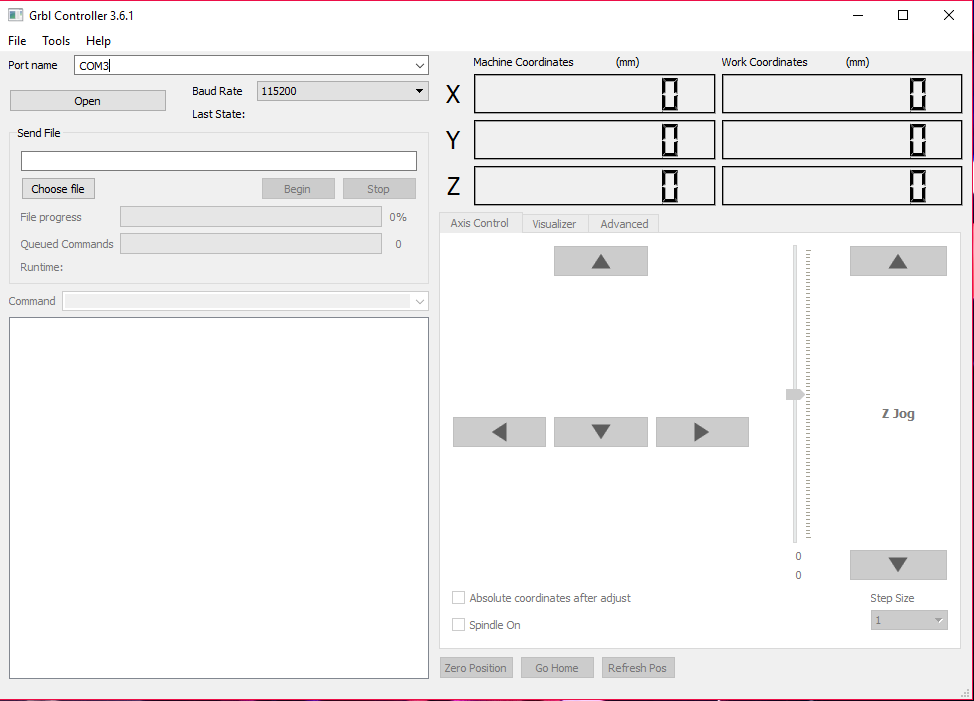 Grbl Controller 3.6.1
File Tools Help
Port name COM3
Open
Baud Rate 115200
Last State:
Send File
Choose file Begin Stop
File progress 0%
Queued Commands 0
Runtime:
Command
Machine Coordinates (mm) Work Coordinates (mm)
X 0 0
Y 0 0
Z 0 0
Axis Control Visualizer Advanced
Z Jog
0
0
Absolute coordinates after adjust
Spindle On
Step Size
1
Zero Position Go Home Refresh Pos